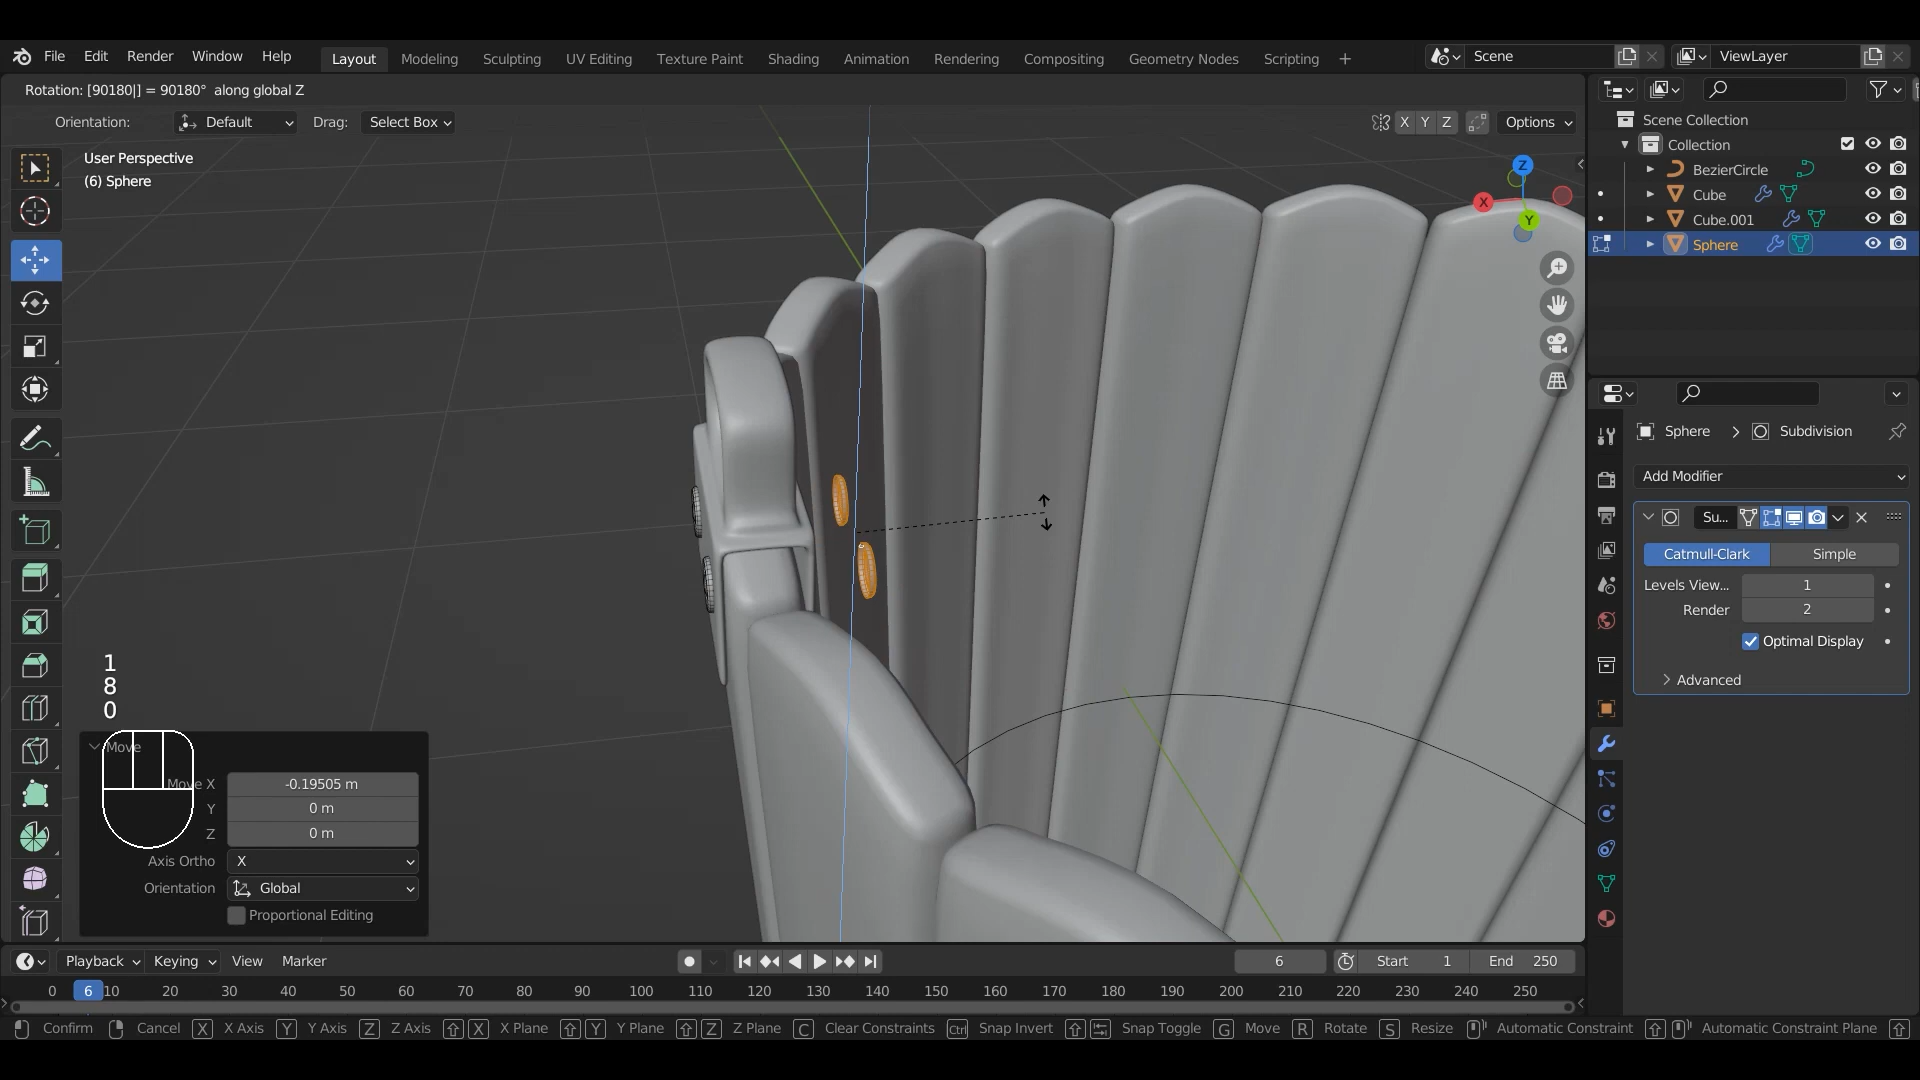 File Edit Render Window Help Layout Modeling Sculpting UV Editing Texture Paint Shading Animation Rendering Compositing Geometry Nodes Scripting + Scene ViewLayer
Rotation: [90180|] = 90180° along global Z
Orientation: Default Drag: Select Box X Y Z Options
User Perspective
(6) Sphere
Z
X
Y
Scene Collection
Collection
BezierCircle
Cube
Cube.001
Sphere
Sphere Subdivision
Add Modifier
Su...
Catmull-Clark Simple
Levels View... 1
Render 2
Optimal Display
Advanced
1
8
0
Move
Move X -0.19505 m
Y 0 m
Z 0 m
Axis Ortho X
Orientation Global
Proportional Editing
Playback Keying View Marker 6 Start 1 End 250
0 6 10 20 30 40 50 60 70 80 90 100 110 120 130 140 150 160 170 180 190 200 210 220 230 240 250
Confirm Cancel X X Axis Y Y Axis Z Z Axis X X Plane Y Y Plane Z Z Plane C Clear Constraints Ctrl Snap Invert Snap Toggle G Move R Rotate S Resize Automatic Constraint Automatic Constraint Plane